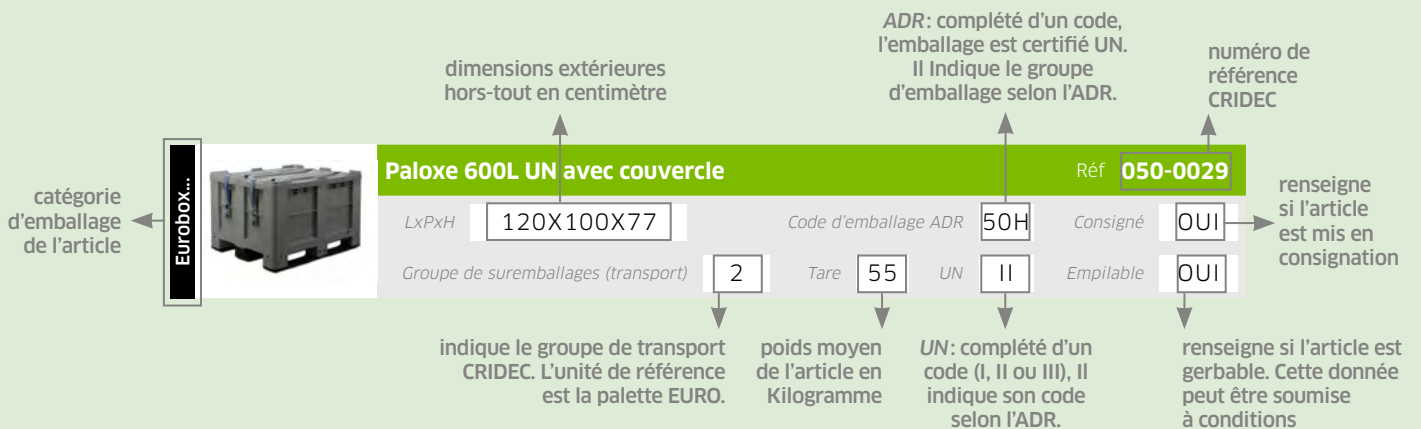 ADR : complété d'un code,
l'emballage est certifié UN.
Il Indique le groupe
d'emballage selon l'ADR.
numéro de
référence
CRIDEC
dimensions extérieures
hors-tout en centimètre
catégorie
d'emballage
de l'article
Eurobox...
Paloxe 600L UN avec couvercle
Réf 050-0029
LxPxH 120X100X77 Code d'emballage ADR 50H Consigné OUI
Groupe de suremballages (transport) 2 Tare 55 UN II Empilable OUI
renseigne
si l'article
est mis en
consignation
indique le groupe de transport
CRIDEC. L'unité de référence
est la palette EURO.
poids moyen
de l'article en
Kilogramme
UN : complété d'un
code (I, II ou III), Il
indique son code
selon l'ADR.
renseigne si l'article est
gerbable. Cette donnée
peut être soumise
à conditions